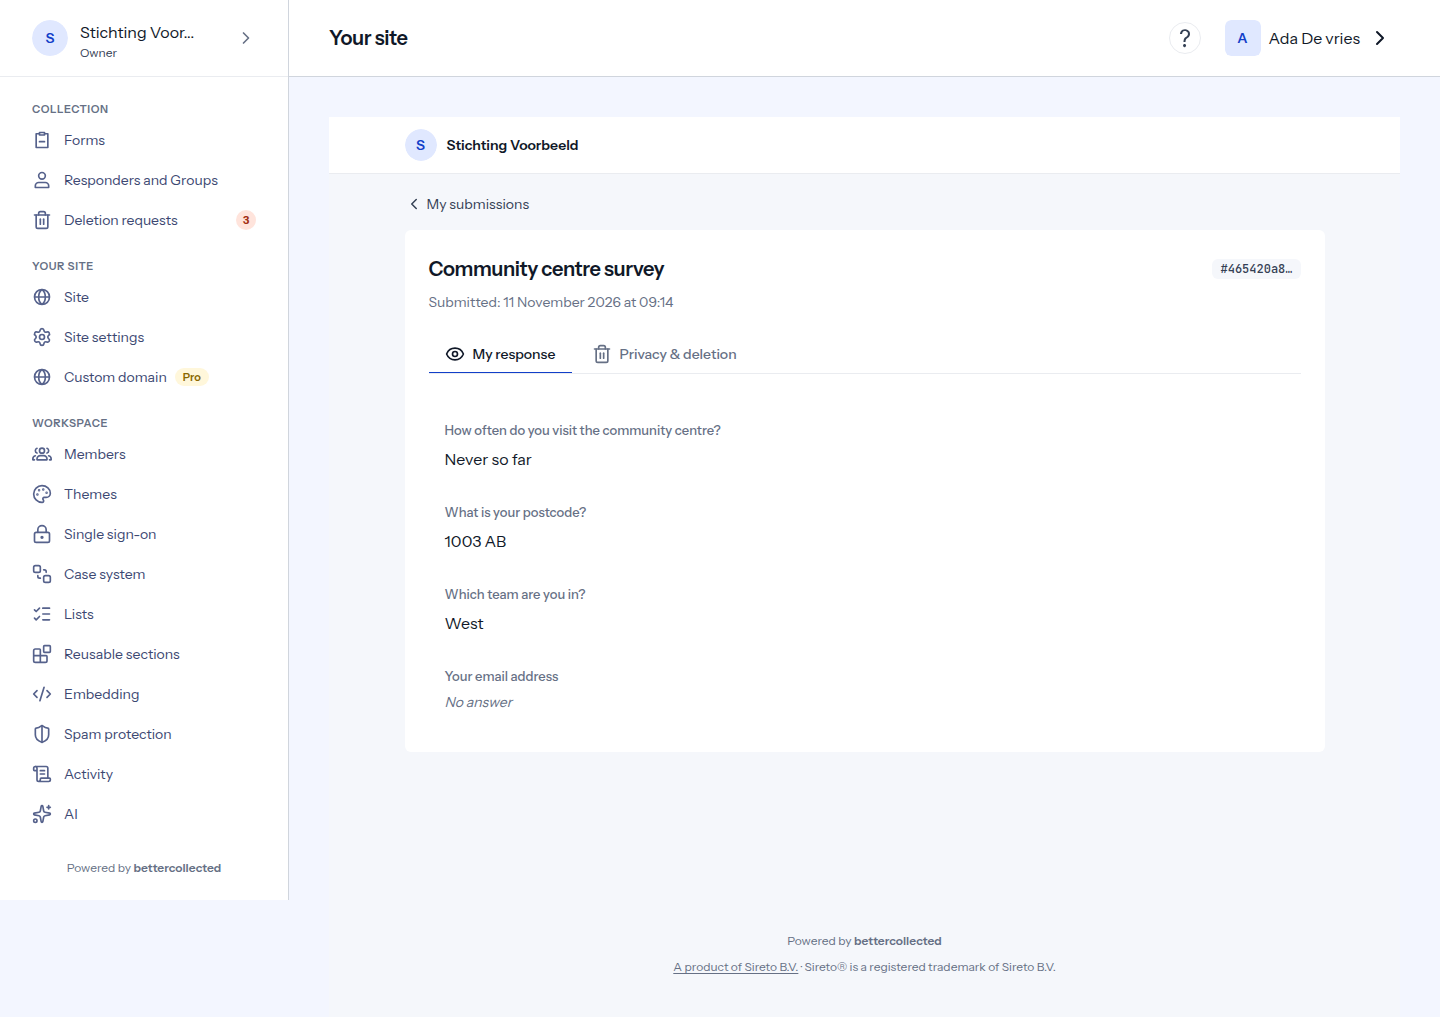 S
Stichting Voor...
Owner
Your site
?
A
Ada De vries
COLLECTION
Forms
Responders and Groups
Deletion requests
3
YOUR SITE
Site
Site settings
Custom domain
Pro
WORKSPACE
Members
Themes
Single sign-on
Case system
Lists
Reusable sections
Embedding
Spam protection
Activity
AI
Powered by bettercollected
S
Stichting Voorbeeld
My submissions
Community centre survey
#465420a8…
Submitted: 11 November 2026 at 09:14
My response
Privacy & deletion
How often do you visit the community centre?
Never so far
What is your postcode?
1003 AB
Which team are you in?
West
Your email address
No answer
Powered by bettercollected
A product of Sireto B.V. · Sireto® is a registered trademark of Sireto B.V.